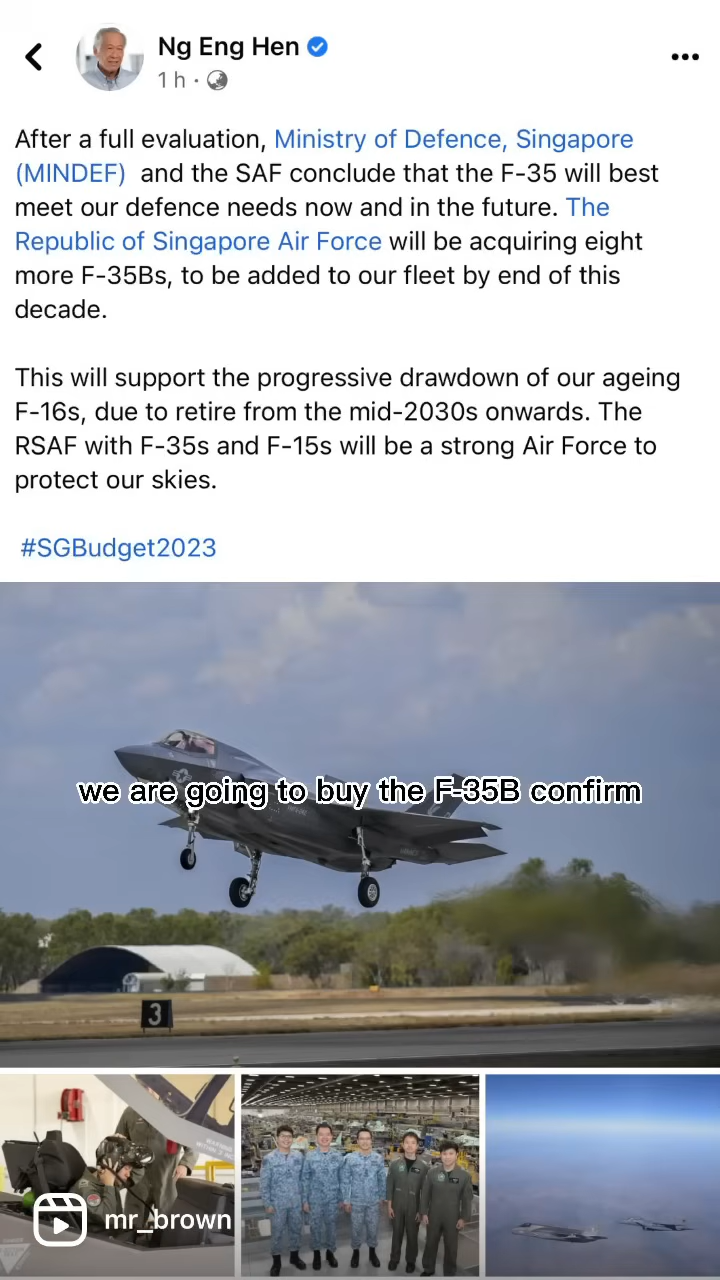 Ng Eng Hen
1 h ·
After a full evaluation, Ministry of Defence, Singapore
(MINDEF) and the SAF conclude that the F-35 will best
meet our defence needs now and in the future. The
Republic of Singapore Air Force will be acquiring eight
more F-35Bs, to be added to our fleet by end of this
decade.
This will support the progressive drawdown of our ageing
F-16s, due to retire from the mid-2030s onwards. The
RSAF with F-35s and F-15s will be a strong Air Force to
protect our skies.
#SGBudget2023
we are going to buy the F-35B confirm
3
mr_brown